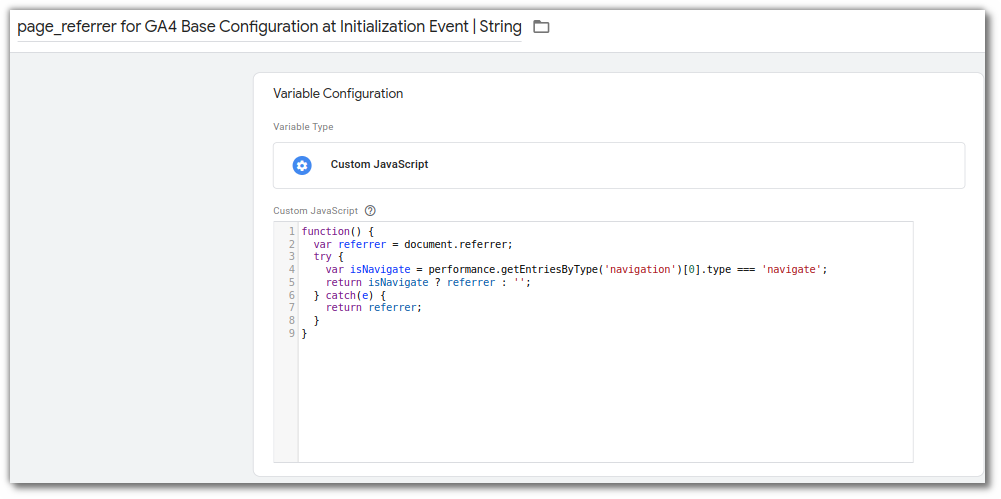 page_referrer for GA4 Base Configuration at Initialization Event | String
Variable Configuration
Variable Type
Custom JavaScript
Custom JavaScript
1 function() {
2   var referrer = document.referrer;
3   try {
4     var isNavigate = performance.getEntriesByType('navigation')[0].type === 'navigate';
5     return isNavigate ? referrer : '';
6   } catch(e) {
7     return referrer;
8   }
9 }